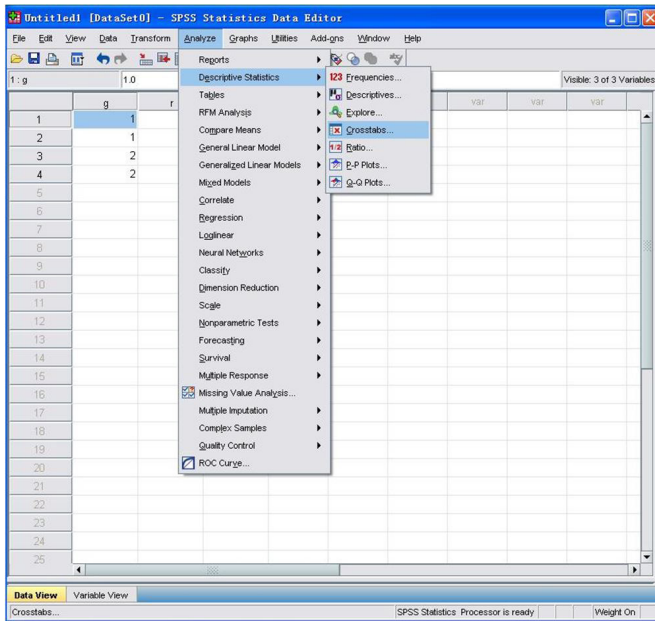 Untitled1 [DataSet0] - SPSS Statistics Data Editor
File Edit View Data Transform Analyze Graphs Utilities Add-ons Window Help
1 : g 1.0 Visible: 3 of 3 Variables
g r var var var
1 1
2 1
3 2
4 2
5
6
7
8
9
10
11
12
13
14
15
16
17
18
19
20
21
22
23
24
25
Reports
Descriptive Statistics
Tables
RFM Analysis
Compare Means
General Linear Model
Generalized Linear Models
Mixed Models
Correlate
Regression
Loglinear
Neural Networks
Classify
Dimension Reduction
Scale
Nonparametric Tests
Forecasting
Survival
Multiple Response
Missing Value Analysis...
Multiple Imputation
Complex Samples
Quality Control
ROC Curve...
123 Frequencies...
Descriptives...
Explore...
Crosstabs...
1/2 Ratio...
P-P Plots...
Q-Q Plots...
Data View Variable View
Crosstabs... SPSS Statistics Processor is ready Weight On